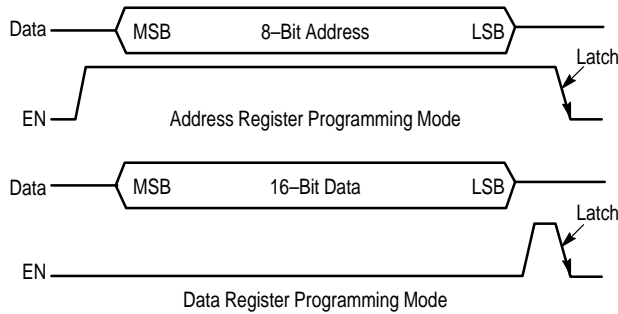 Data MSB 8–Bit Address LSB
Latch
EN Address Register Programming Mode
Data MSB 16–Bit Data LSB
Latch
EN
Data Register Programming Mode